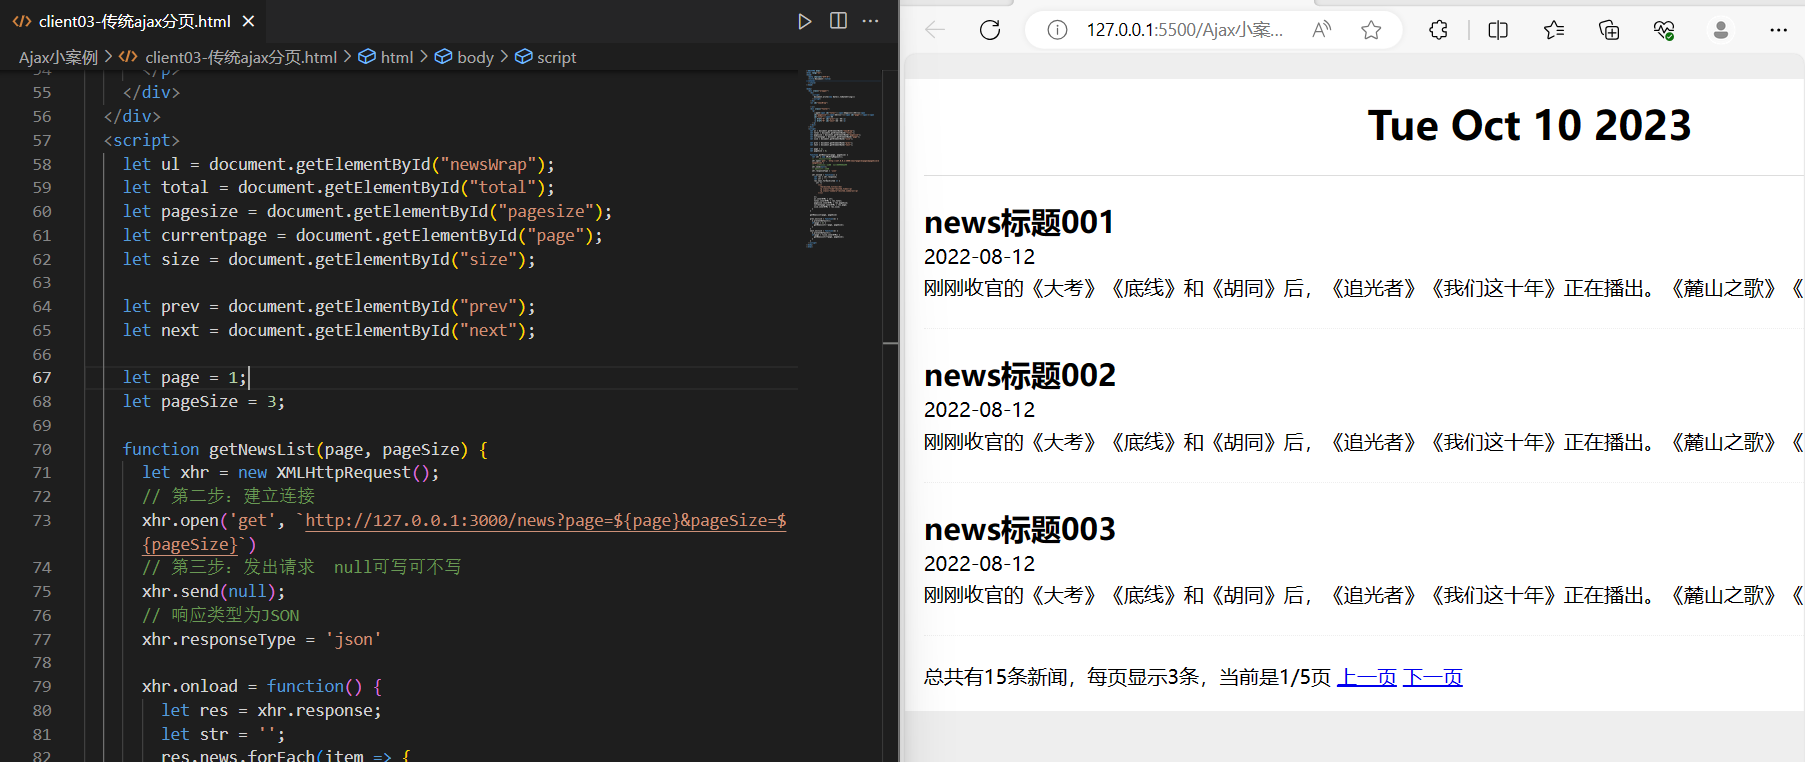 client03-传统ajax分页.html
Ajax小案例 > client03-传统ajax分页.html > html > body > script
54 </p>
55 </div>
56 </div>
57 <script>
58 let ul = document.getElementById("newsWrap");
59 let total = document.getElementById("total");
60 let pagesize = document.getElementById("pagesize");
61 let currentpage = document.getElementById("page");
62 let size = document.getElementById("size");
63
64 let prev = document.getElementById("prev");
65 let next = document.getElementById("next");
66
67 let page = 1;
68 let pageSize = 3;
69
70 function getNewsList(page, pageSize) {
71 let xhr = new XMLHttpRequest();
72 // 第二步：建立连接
73 xhr.open('get', `http://127.0.0.1:3000/news?page=${page}&pageSize=$
{pageSize}`)
74 // 第三步：发出请求  null可写可不写
75 xhr.send(null);
76 // 响应类型为JSON
77 xhr.responseType = 'json'
78
79 xhr.onload = function() {
80 let res = xhr.response;
81 let str = '';
82 res.news.forEach(item => {
127.0.0.1:5500/Ajax小案...
Tue Oct 10 2023
news标题001
2022-08-12
刚刚收官的《大考》《底线》和《胡同》后，《追光者》《我们这十年》正在播出。《麓山之歌》《
news标题002
2022-08-12
刚刚收官的《大考》《底线》和《胡同》后，《追光者》《我们这十年》正在播出。《麓山之歌》《
news标题003
2022-08-12
刚刚收官的《大考》《底线》和《胡同》后，《追光者》《我们这十年》正在播出。《麓山之歌》《
总共有15条新闻，每页显示3条，当前是1/5页 上一页 下一页